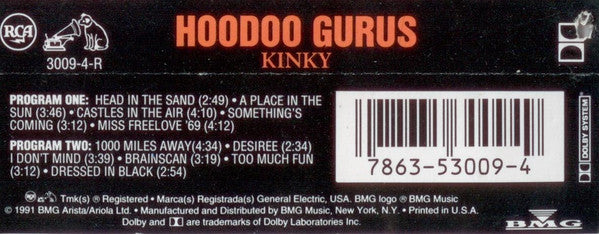 RCA
3009-4-R
HOODOO GURUS
KINKY
PROGRAM ONE: HEAD IN THE SAND (2:49) • A PLACE IN THE
SUN (3:46) • CASTLES IN THE AIR (4:10) • SOMETHING'S
COMING (3:12) • MISS FREELOVE '69 (4:12)
PROGRAM TWO: 1000 MILES AWAY(4:34) • DESIREE (2:34)
I DON'T MIND (3:39) • BRAINSCAN (3:19) • TOO MUCH FUN
(3:12) • DRESSED IN BLACK (2:54)
7863-53009-4
DOLBY SYSTEM
Tmk(s) ® Registered • Marca(s) Registrada(s) General Electric, USA. BMG logo ® BMG Music
© 1991 BMG Arista/Ariola Ltd. • Manufactured and Distributed by BMG Music, New York, N.Y. • Printed in U.S.A.
Dolby and are trademarks of Dolby Laboratories Inc.
BMG